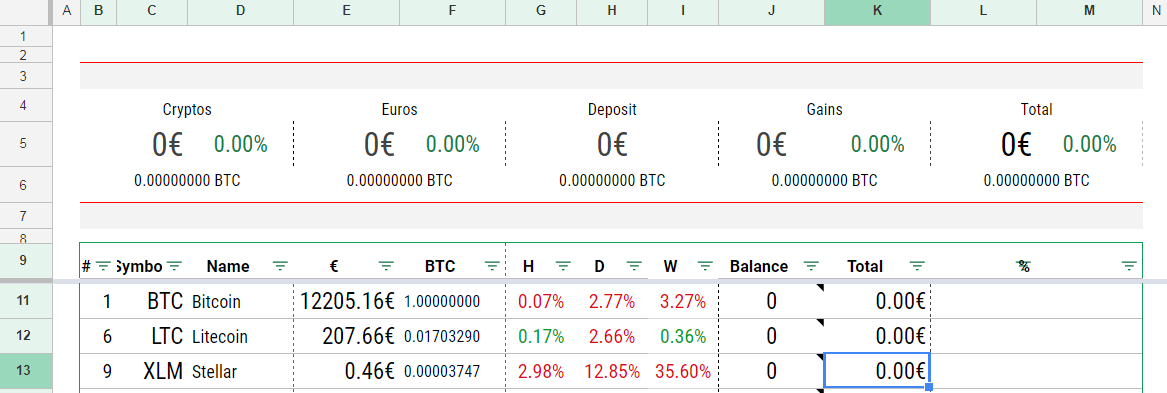 A B C D E F G H I J K L M N
1
2
3
4 Cryptos Euros Deposit Gains Total
5 0€ 0.00% 0€ 0.00% 0€ 0€ 0.00% 0€ 0.00%
6 0.00000000 BTC 0.00000000 BTC 0.00000000 BTC 0.00000000 BTC 0.00000000 BTC
7
8
9 # Symbo Name € BTC H D W Balance Total %
11 1 BTC Bitcoin 12205.16€ 1.00000000 0.07% 2.77% 3.27% 0 0.00€
12 6 LTC Litecoin 207.66€ 0.01703290 0.17% 2.66% 0.36% 0 0.00€
13 9 XLM Stellar 0.46€ 0.00003747 2.98% 12.85% 35.60% 0 0.00€